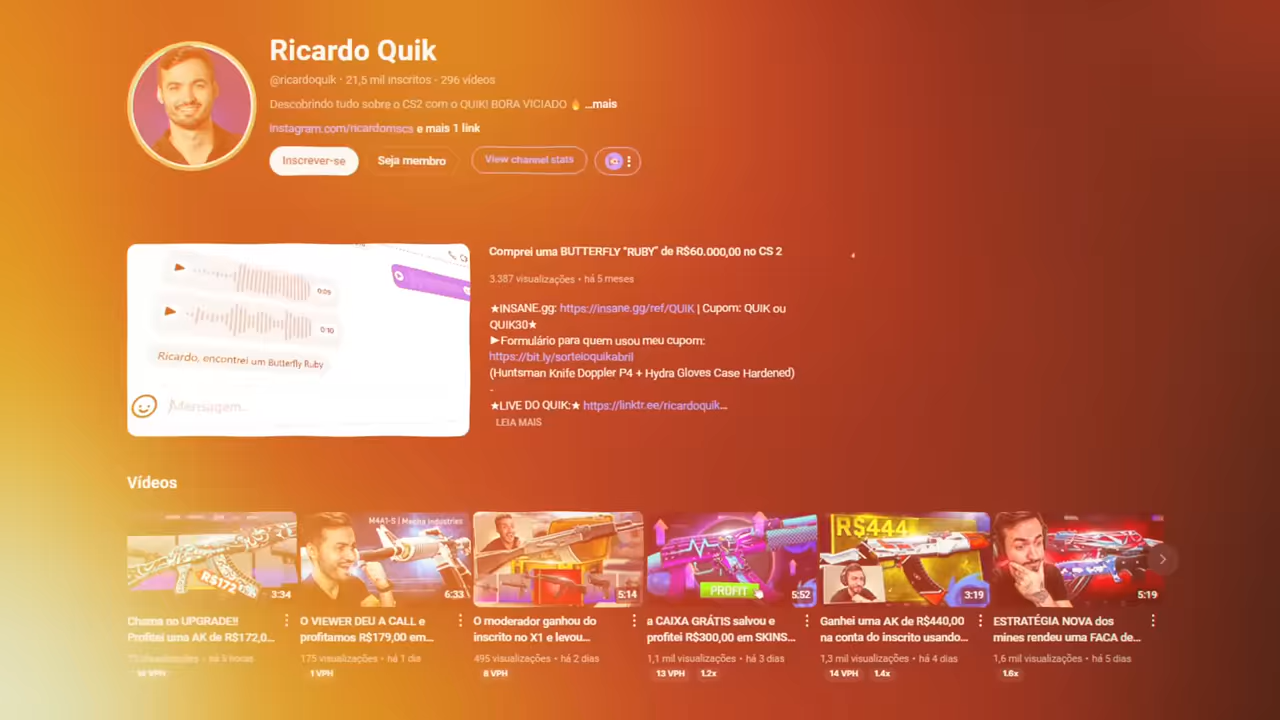 Ricardo Quik
@ricardoquik · 21,5 mil inscritos · 296 vídeos
Descobrindo tudo sobre o CS2 com o QUIK! BORA VICIADO 🔥 ...mais
instagram.com/ricardomscs e mais 1 link
Inscrever-se
Seja membro
View channel stats
0:09
0:10
Ricardo, encontrei um Butterfly Ruby
Mensagem...
Comprei uma BUTTERFLY "RUBY" de R$60.000,00 no CS 2
3.387 visualizações • há 5 meses
★INSANE.gg: https://insane.gg/ref/QUIK | Cupom: QUIK ou
QUIK30★
►Formulário para quem usou meu cupom:
https://bit.ly/sorteioquikabril
(Huntsman Knife Doppler P4 + Hydra Gloves Case Hardened)
-
★LIVE DO QUIK:★ https://linktr.ee/ricardoquik...
LEIA MAIS
Vídeos
R$172
3:34
M4A1-S | Mecha Industries
6:33
5:14
PROFIT
5:52
R$444
3:19
5:19
Chama no UPGRADE!!
Profitei uma AK de R$172,0...
há 5 horas
O VIEWER DEU A CALL e
profitamos R$179,00 em...
175 visualizações • há 1 dia
1 VPH
O moderador ganhou do
inscrito no X1 e levou...
495 visualizações • há 2 dias
8 VPH
a CAIXA GRÁTIS salvou e
profitei R$300,00 em SKINS...
1,1 mil visualizações • há 3 dias
13 VPH 1.2x
Ganhei uma AK de R$440,00
na conta do inscrito usando...
1,3 mil visualizações • há 4 dias
14 VPH 1.4x
ESTRATÉGIA NOVA dos
mines rendeu uma FACA de...
1,6 mil visualizações • há 5 dias
1.6x